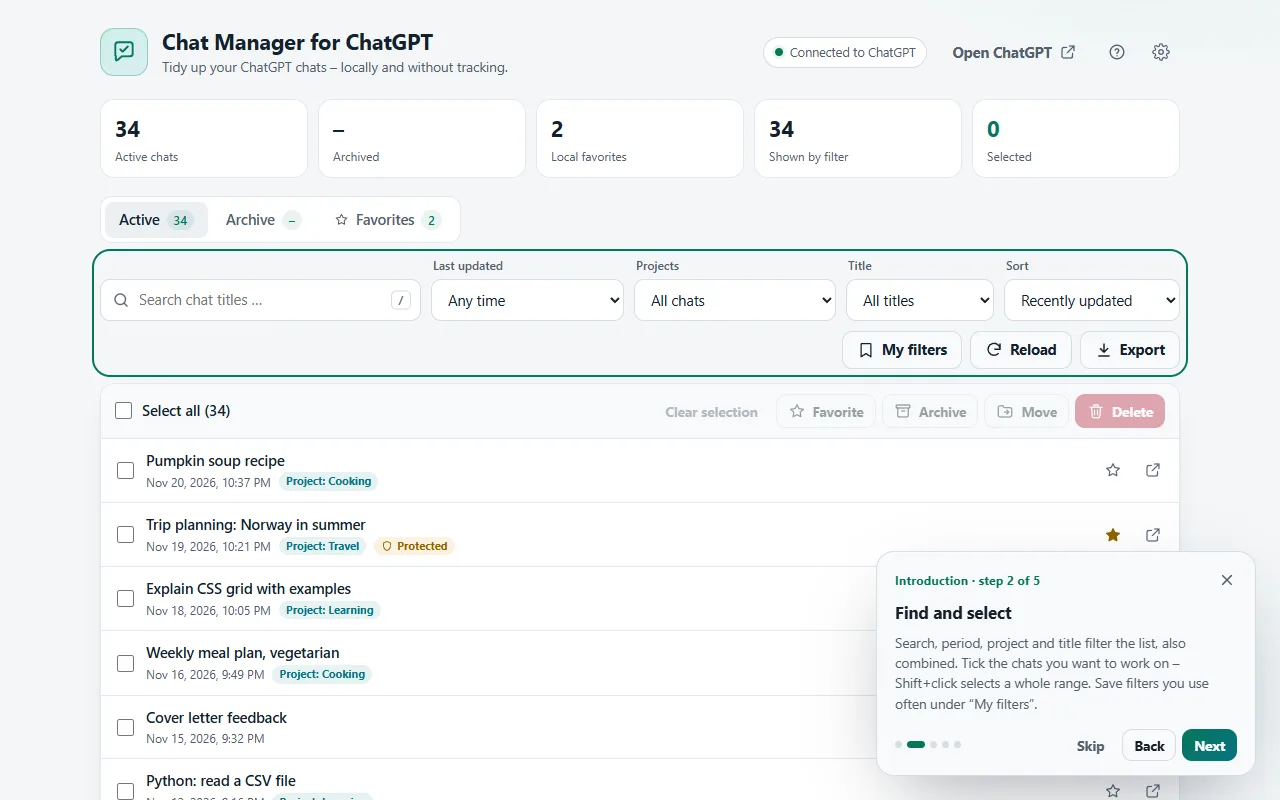 Chat Manager for ChatGPT
Tidy up your ChatGPT chats – locally and without tracking.
Connected to ChatGPT
Open ChatGPT
34
Active chats
–
Archived
2
Local favorites
34
Shown by filter
0
Selected
Active 34
Archive –
Favorites 2
Last updated
Projects
Title
Sort
Search chat titles ...
/
Any time
All chats
All titles
Recently updated
My filters
Reload
Export
Select all (34)
Clear selection
Favorite
Archive
Move
Delete
Pumpkin soup recipe
Nov 20, 2026, 10:37 PM Project: Cooking
Trip planning: Norway in summer
Nov 19, 2026, 10:21 PM Project: Travel Protected
Explain CSS grid with examples
Nov 18, 2026, 10:05 PM Project: Learning
Weekly meal plan, vegetarian
Nov 16, 2026, 9:49 PM Project: Cooking
Cover letter feedback
Nov 15, 2026, 9:32 PM
Python: read a CSV file
Introduction · step 2 of 5
Find and select
Search, period, project and title filter the list, also
combined. Tick the chats you want to work on –
Shift+click selects a whole range. Save filters you use
often under “My filters”.
Skip
Back
Next